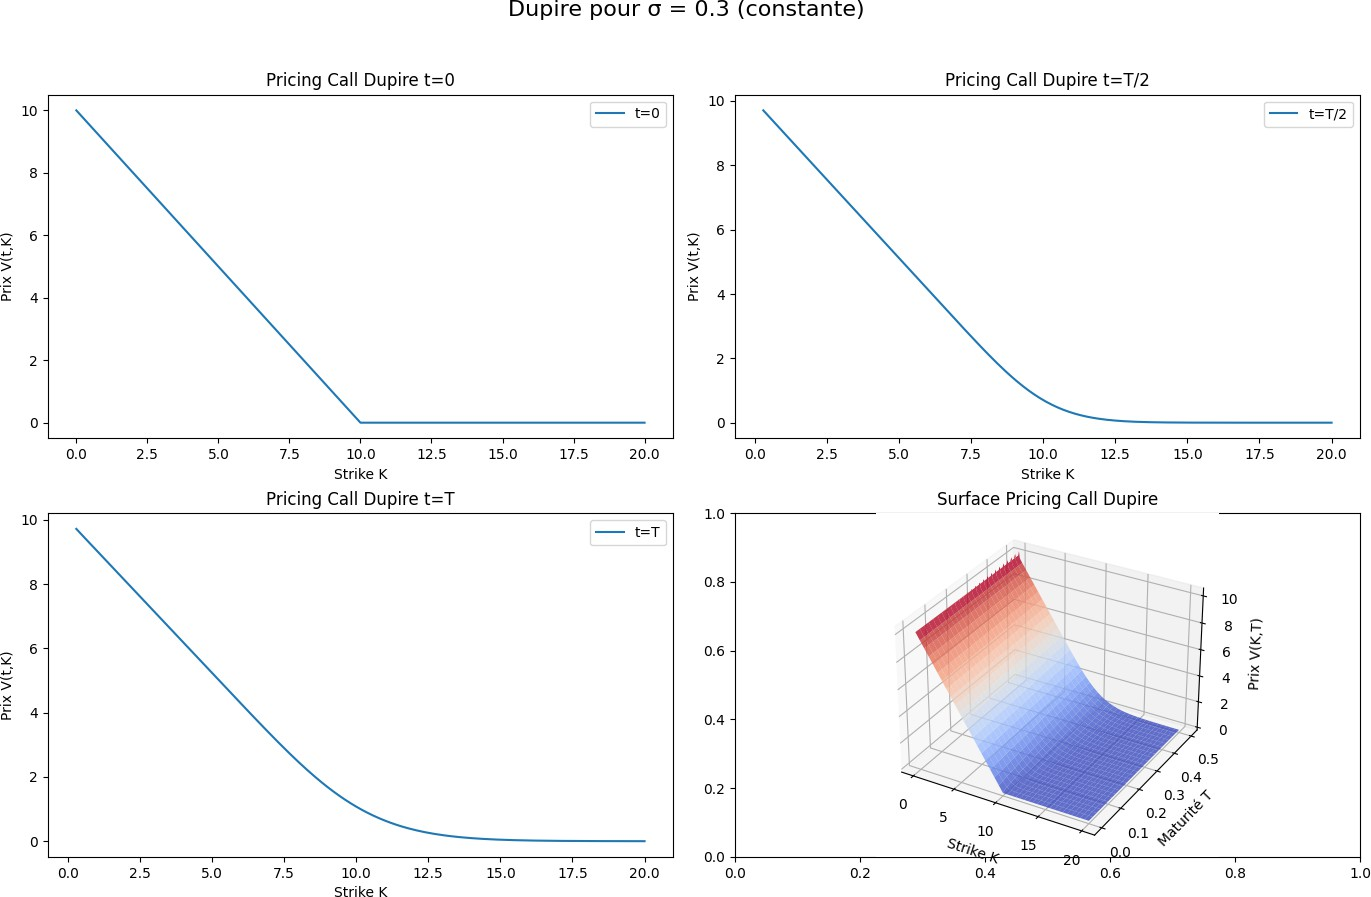 Dupire pour σ = 0.3 (constante)
Pricing Call Dupire t=0
t=0
Prix V(t,K)
10
8
6
4
2
0
0.0 2.5 5.0 7.5 10.0 12.5 15.0 17.5 20.0
Strike K
Pricing Call Dupire t=T/2
t=T/2
Prix V(t,K)
10
8
6
4
2
0
0.0 2.5 5.0 7.5 10.0 12.5 15.0 17.5 20.0
Strike K
Pricing Call Dupire t=T
t=T
Prix V(t,K)
10
8
6
4
2
0
0.0 2.5 5.0 7.5 10.0 12.5 15.0 17.5 20.0
Strike K
Surface Pricing Call Dupire
1.0
0.8
0.6
0.4
0.2
0.0
0.0 0.2 0.4 0.6 0.8 1.0
10
8
6
4
2
0
Prix V(K,T)
0.5
0.4
0.3
0.2
0.1
0.0
Maturité T
0 5 10 15 20
Strike K